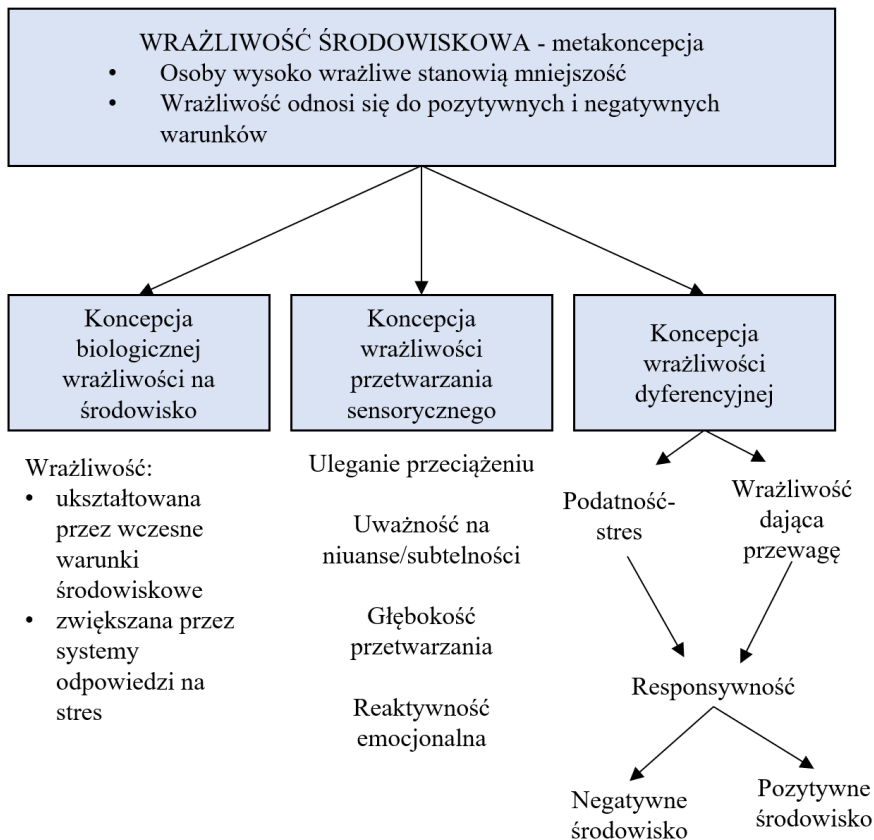 WRAŻLIWOŚĆ ŚRODOWISKOWA - metakoncepcja
• Osoby wysoko wrażliwe stanowią mniejszość
• Wrażliwość odnosi się do pozytywnych i negatywnych
warunków
Koncepcja
biologicznej
wrażliwości na
środowisko
Wrażliwość:
• ukształtowana
przez wczesne
warunki
środowiskowe
• zwiększana przez
systemy
odpowiedzi na
stres
Koncepcja
wrażliwości
przetwarzania
sensorycznego
Uleganie przeciążeniu
Uważność na
niuanse/subtelności
Głębokość
przetwarzania
Reaktywność
emocjonalna
Koncepcja
wrażliwości
dyferencyjnej
Podatność-
stres
Wrażliwość
dająca
przewagę
Responsywność
Negatywne
środowisko
Pozytywne
środowisko